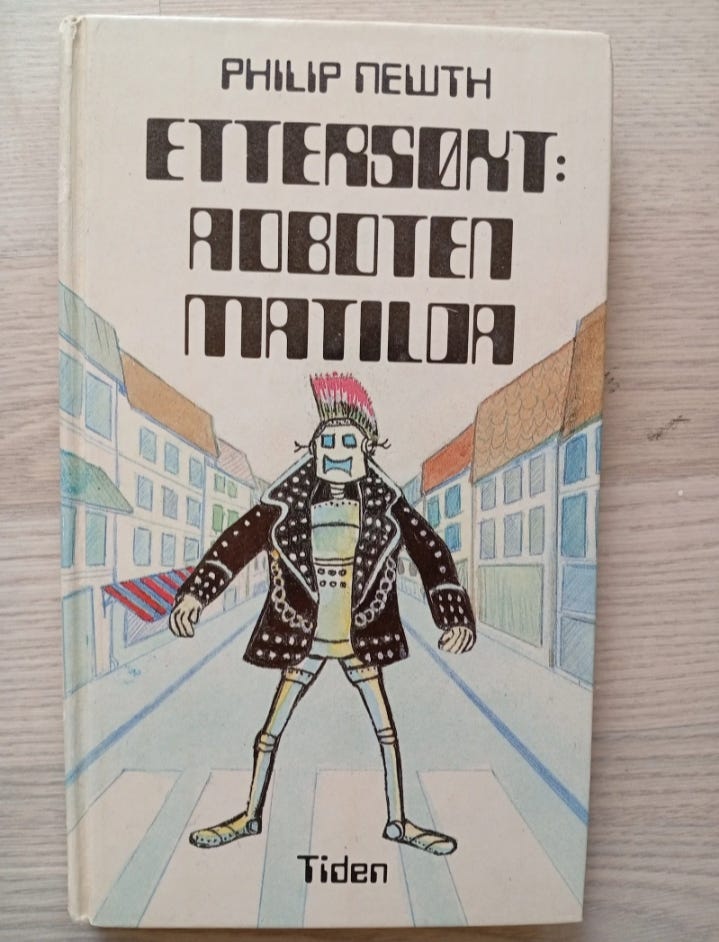 PHILIP NEWTH
ETTERSØKT:
ROBOTEN
MATILDA
Tiden